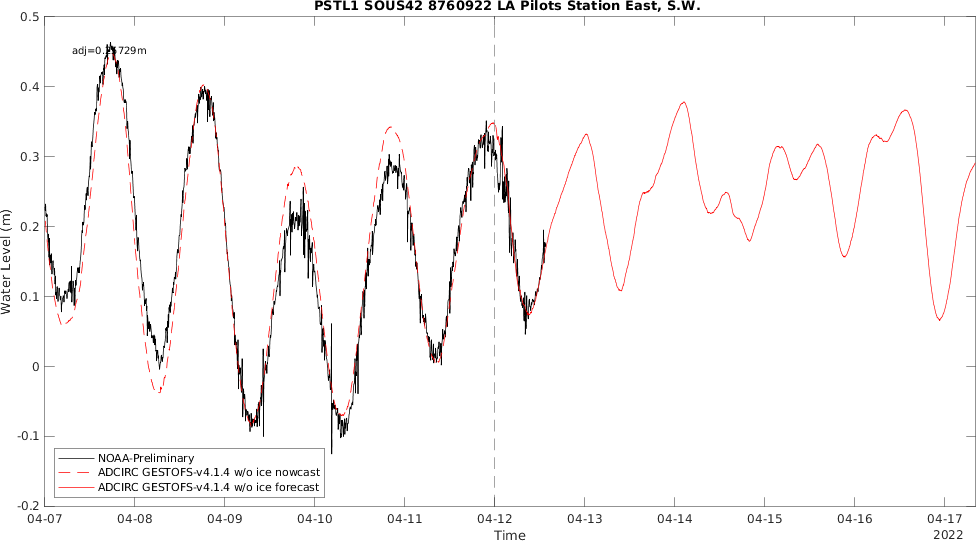 PSTL1 SOUS42 8760922 LA Pilots Station East, S.W.
0.5
0.4
0.3
0.2
0.1
0
-0.1
-0.2
Water Level (m)
NOAA-Preliminary
ADCIRC GESTOFS-v4.1.4 w/o ice nowcast
ADCIRC GESTOFS-v4.1.4 w/o ice forecast
04-07 04-08 04-09 04-10 04-11 04-12 04-13 04-14 04-15 04-16 04-17
Time
2022